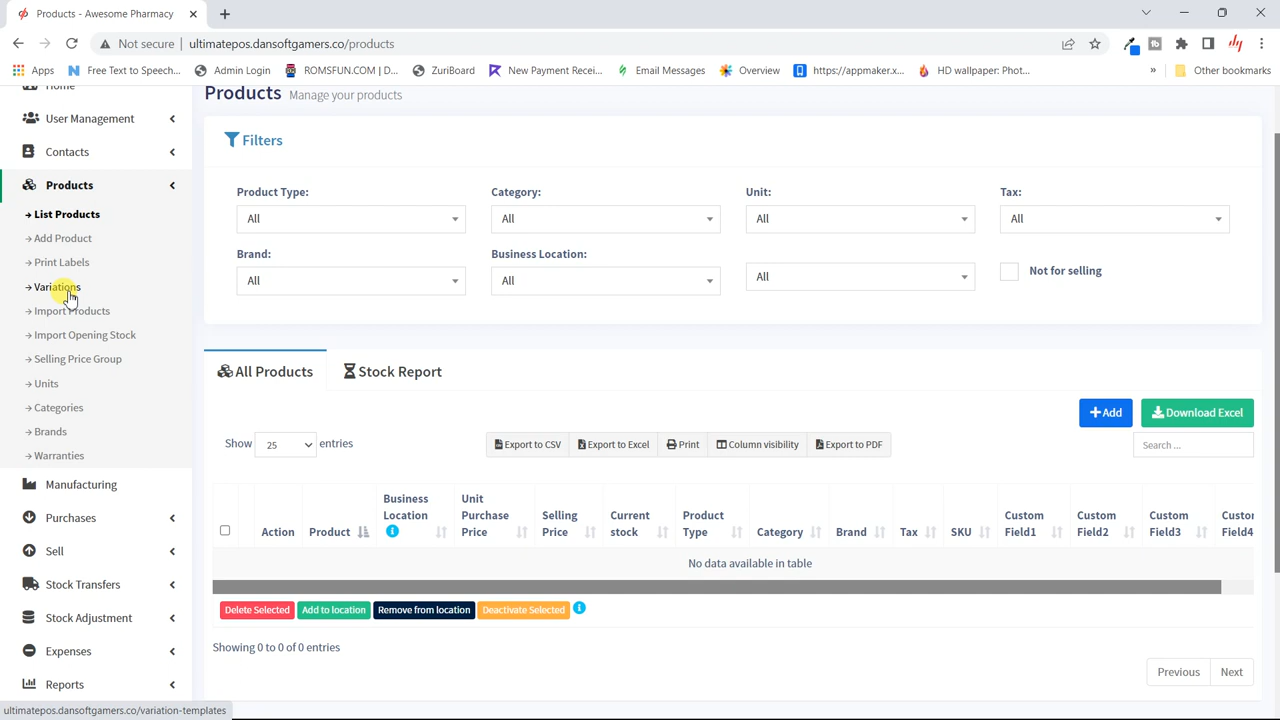 Products - Awesome Pharmacy
Not secure | ultimatepos.dansoftgamers.co/products
Apps
Free Text to Speech...
Admin Login
ROMSFUN.COM | D...
ZuriBoard
New Payment Recei...
Email Messages
Overview
https://appmaker.x...
HD wallpaper: Phot...
»
Other bookmarks
Home
User Management
Contacts
Products
List Products
Add Product
Print Labels
Variations
Import Products
Import Opening Stock
Selling Price Group
Units
Categories
Brands
Warranties
Manufacturing
Purchases
Sell
Stock Transfers
Stock Adjustment
Expenses
Reports
ultimatepos.dansoftgamers.co/variation-templates
Products Manage your products
Filters
Product Type: Category: Unit: Tax:
All All All All
Brand: Business Location:
All All All Not for selling
All Products Stock Report
+Add Download Excel
Show 25 entries Export to CSV Export to Excel Print Column visibility Export to PDF Search ...
Action
Product
Business
Location
Unit
Purchase
Price
Selling
Price
Current
stock
Product
Type
Category
Brand
Tax
SKU
Custom
Field1
Custom
Field2
Custom
Field3
Custom
Field4
No data available in table
Delete Selected Add to location Remove from location Deactivate Selected
Showing 0 to 0 of 0 entries
Previous Next